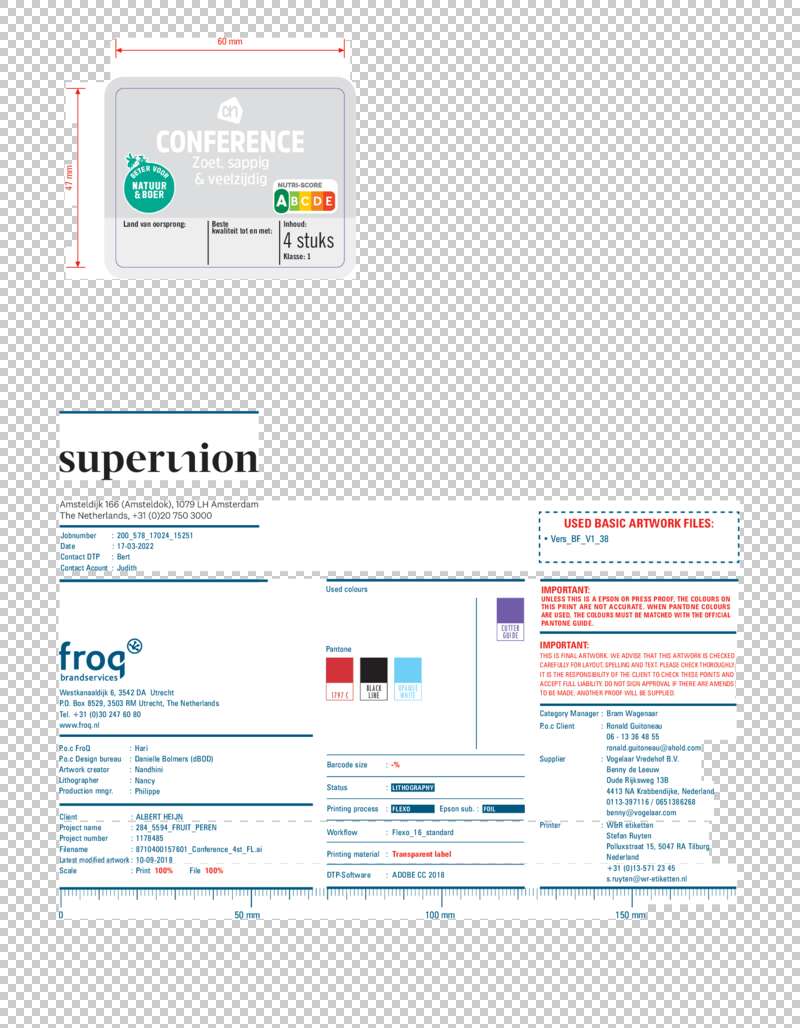 60 mm
47 mm
ah
CONFERENCE
Zoet, sappig
& veelzijdig
BETER VOOR
NATUUR
& BOER
NUTRI-SCORE
A B C D E
Land van oorsprong:
Beste
kwaliteit tot en met:
Inhoud:
4 stuks
Klasse: 1
superunion
Amsteldijk 166 (Amsteldok), 1079 LH Amsterdam
The Netherlands, +31 (0)20 750 3000
Jobnumber : 200_578_17024_15251
Date : 17-03-2022
Contact DTP : Bert
Contact Acount : Judith
USED BASIC ARTWORK FILES:
• Vers_BF_V1_38
froq
brandservices
Westkanaaldijk 6, 3542 DA Utrecht
P.O. Box 8529, 3503 RM Utrecht, The Netherlands
Tel. +31 (0)30 247 60 80
www.froq.nl
P.o.c FroQ : Hari
P.o.c Design bureau : Danielle Bolmers (dBOD)
Artwork creator : Nandhini
Lithographer : Nancy
Production mngr. : Philippe
Client : ALBERT HEIJN
Project name : 284_5594_FRUIT_PEREN
Project number : 1178485
Filename : 8710400157601_Conference_4st_FL.ai
Latest modified artwork : 10-09-2018
Scale : Print 100% File 100%
Used colours
CUTTER
GUIDE
Pantone
1797 C
BLACK
LINE
OPAQUE
WHITE
Barcode size : -%
Status : LITHOGRAPHY
Printing process : FLEXO Epson sub. : FOIL
Workflow : Flexo_16_standard
Printing material : Transparent label
DTP-Software : ADOBE CC 2018
IMPORTANT:
UNLESS THIS IS A EPSON OR PRESS PROOF, THE COLOURS ON
THIS PRINT ARE NOT ACCURATE. WHEN PANTONE COLOURS
ARE USED, THE COLOURS MUST BE MATCHED WITH THE OFFICIAL
PANTONE GUIDE.
IMPORTANT:
THIS IS FINAL ARTWORK. WE ADVISE THAT THIS ARTWORK IS CHECKED
CAREFULLY FOR LAYOUT, SPELLING AND TEXT. PLEASE CHECK THOROUGHLY.
IT IS THE RESPONSIBILITY OF THE CLIENT TO CHECK THESE POINTS AND
ACCEPT FULL LIABILITY. DO NOT SIGN APPROVAL IF THERE ARE AMENDS
TO BE MADE; ANOTHER PROOF WILL BE SUPPLIED.
Category Manager : Bram Wagenaar
P.o.c Client : Ronald Guitoneau
06 - 13 36 48 55
ronald.guitoneau@ahold.com
Supplier : Vogelaar Vredehof B.V.
Benny de Leeuw
Oude Rijksweg 13B
4413 NA Krabbendijke, Nederland
0113-397116 / 0651366268
benny@vogelaar.com
Printer : W&R etiketten
Stefan Ruyten
Polluxstraat 15, 5047 RA Tilburg
Nederland
+31 (0)13-571 23 45
s.ruyten@wr-etiketten.nl
0 50 mm 100 mm 150 mm